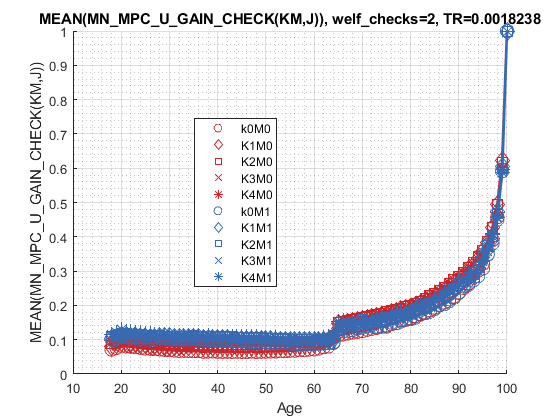 MEAN(MN_MPC_U_GAIN_CHECK(KM,J)), welf_checks=2, TR=0.0018238
MEAN(MN_MPC_U_GAIN_CHECK(KM,J))
1
0.9
0.8
0.7
0.6
0.5
0.4
0.3
0.2
0.1
0
k0M0
K1M0
K2M0
K3M0
K4M0
k0M1
K1M1
K2M1
K3M1
K4M1
10 20 30 40 50 60 70 80 90 100
Age